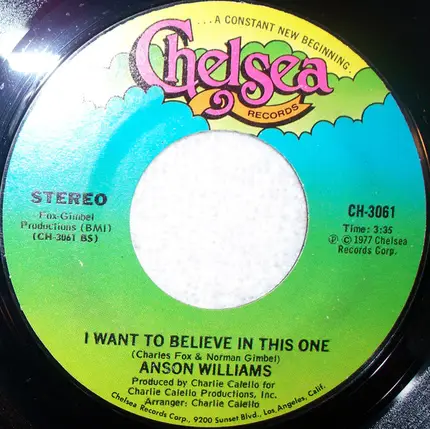 ...A CONSTANT NEW BEGINNING.
Chelsea
RECORDS
STEREO
Fox-Gimbel
Productions (BMI)
(CH-3061 BS)
CH-3061
Time: 3:35
Ⓟ © 1977 Chelsea
Records Corp.
I WANT TO BELIEVE IN THIS ONE
(Charles Fox & Norman Gimbel)
ANSON WILLIAMS
Produced by Charlie Calello for
Charlie Calello Productions, Inc.
Arranger: Charlie Calello
Chelsea Records Corp., 9200 Sunset Blvd., Los Angeles, Calif.